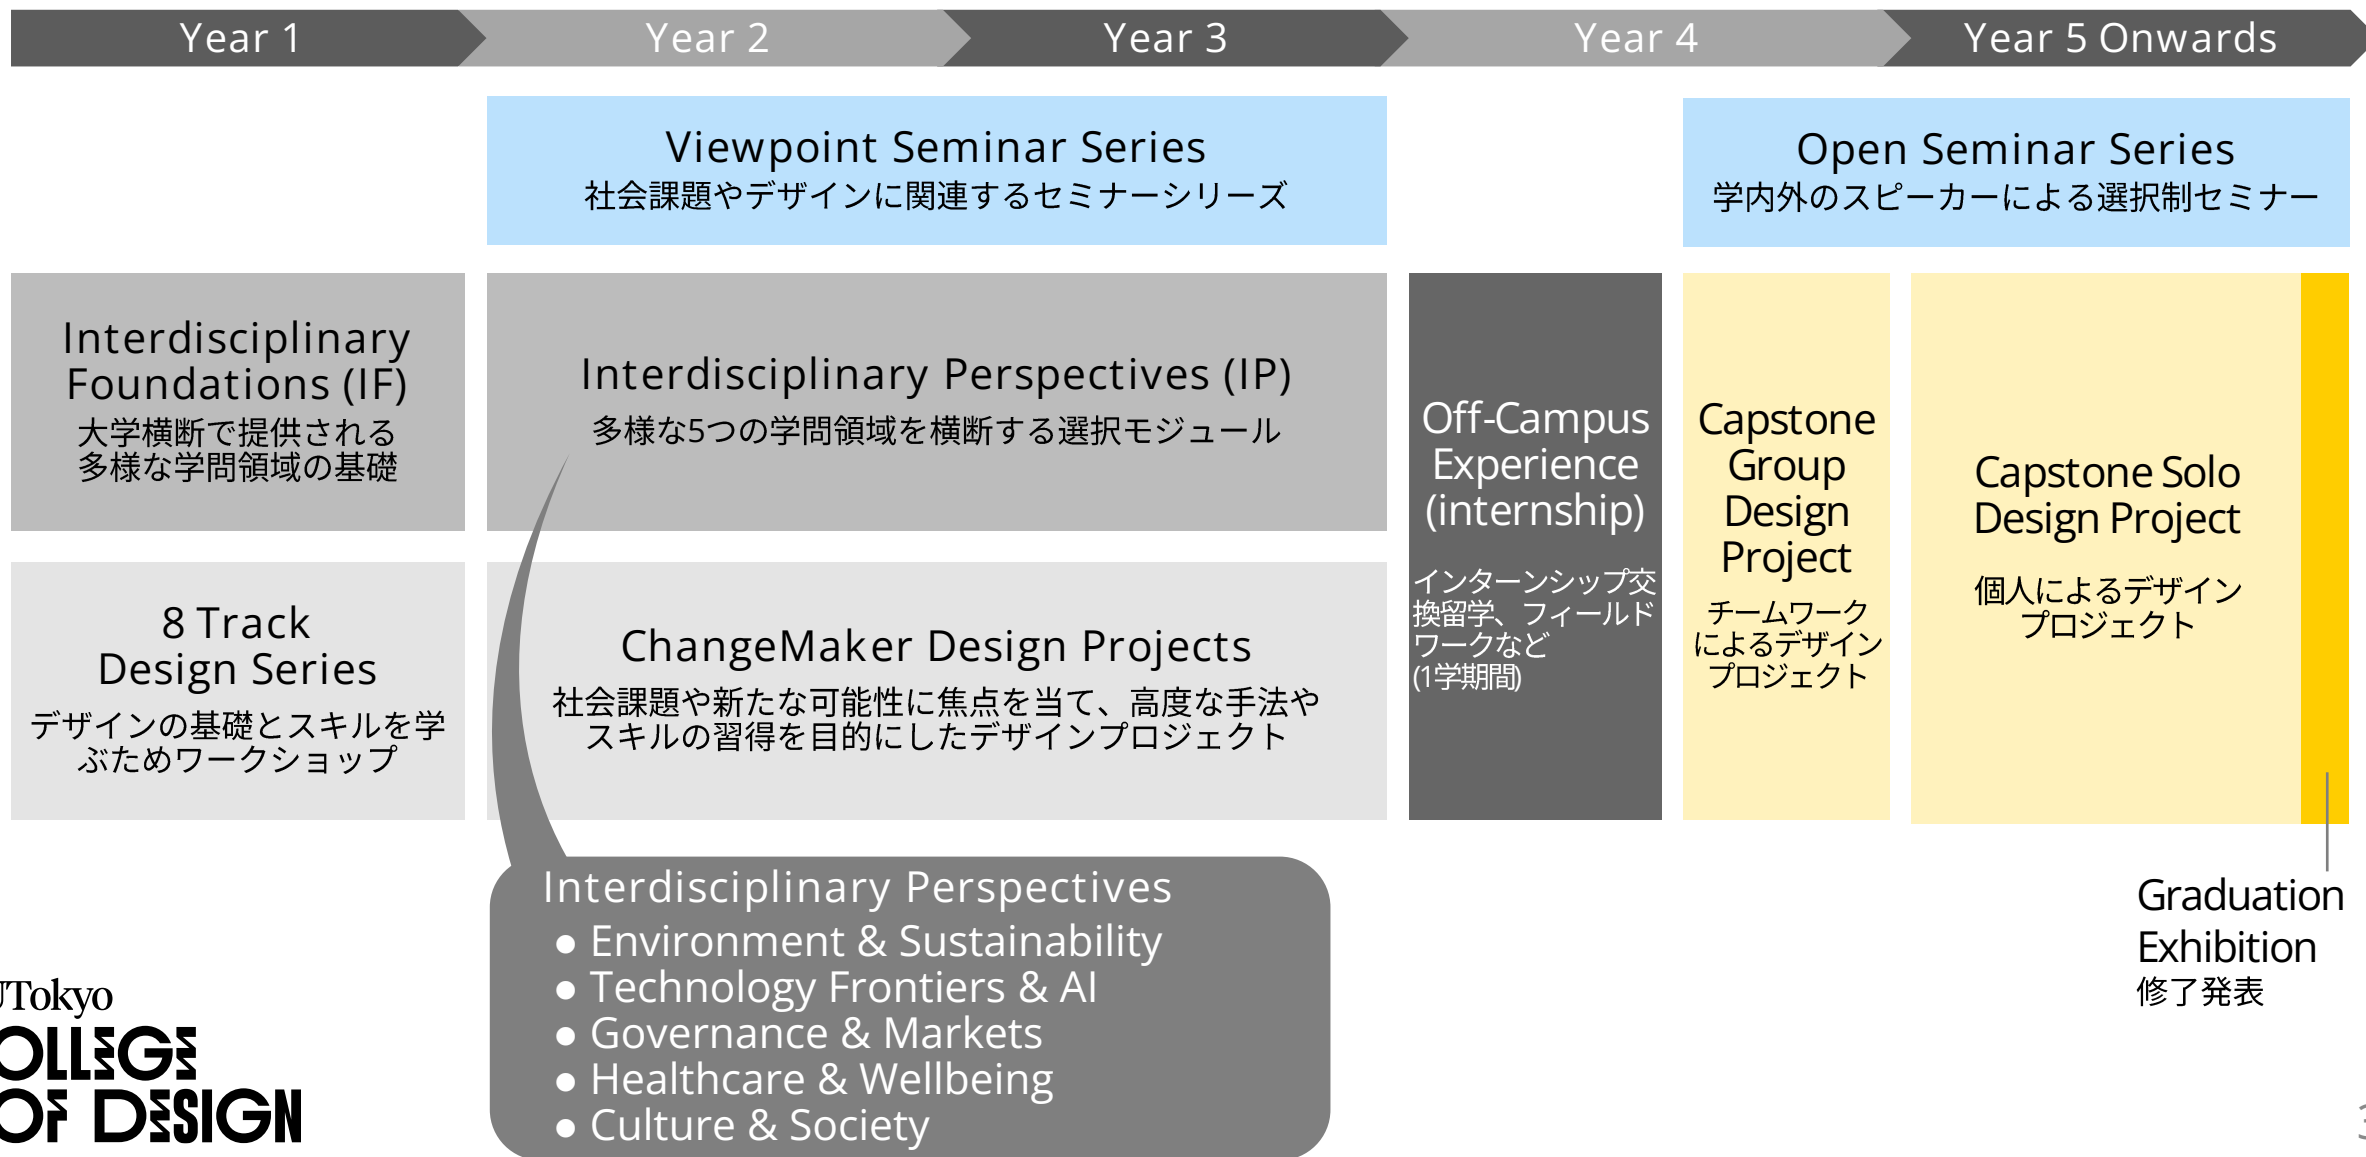 Year 1
Year 2
Year 3
Year 4
Year 5 Onwards
Viewpoint Seminar Series
社会課題やデザインに関連するセミナーシリーズ
Open Seminar Series
学内外のスピーカーによる選択制セミナー
Interdisciplinary
Foundations (IF)
大学横断で提供される
多様な学問領域の基礎
Interdisciplinary Perspectives (IP)
多様な5つの学問領域を横断する選択モジュール
8 Track
Design Series
デザインの基礎とスキルを学
ぶためワークショップ
ChangeMaker Design Projects
社会課題や新たな可能性に焦点を当て、高度な手法や
スキルの習得を目的にしたデザインプロジェクト
Off-Campus
Experience
(internship)
インターンシップ交
換留学、フィールド
ワークなど
(1学期間)
Capstone
Group
Design
Project
チームワーク
によるデザイン
プロジェクト
Capstone Solo
Design Project
個人によるデザイン
プロジェクト
Graduation
Exhibition
修了発表
Interdisciplinary Perspectives
● Environment & Sustainability
● Technology Frontiers & AI
● Governance & Markets
● Healthcare & Wellbeing
● Culture & Society
UTokyo
COLLEGE
OF DESIGN